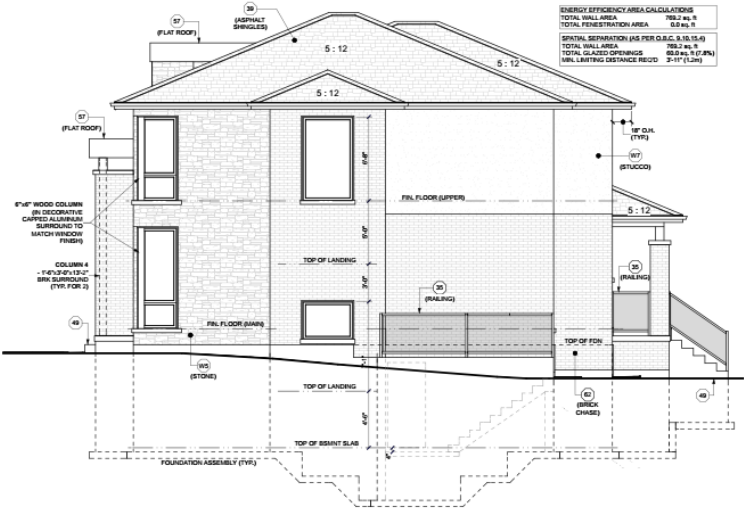 57
(FLAT ROOF)
39
(ASPHALT
SHINGLES)
5 : 12
5 : 12
5 : 12
ENERGY EFFICIENCY AREA CALCULATIONS
TOTAL WALL AREA 769.2 sq. ft
TOTAL FENESTRATION AREA 0.0 sq. ft
SPATIAL SEPARATION (AS PER O.B.C. 9.10.15.4)
TOTAL WALL AREA 769.2 sq. ft
TOTAL GLAZED OPENINGS 60.0 sq. ft (7.8%)
MIN. LIMITING DISTANCE REC'D 3'-11" (1.2m)
57
(FLAT ROOF)
18" O.H.
(TYP.)
W7
(STUCCO)
6"x6" WOOD COLUMN
(IN DECORATIVE
CAPPED ALUMINUM
SURROUND TO
MATCH WINDOW
FINISH)
FIN. FLOOR (UPPER)
5 : 12
COLUMN 4
- 1'-6"x3'-0"x13'-2"
BRK SURROUND
(TYP. FOR 2)
TOP OF LANDING
35
(RAILING)
35
(RAILING)
49
FIN. FLOOR (MAIN)
TOP OF FDN
W5
(STONE)
TOP OF LANDING
62
(BRICK
CHASE)
49
TOP OF BSMNT SLAB
FOUNDATION ASSEMBLY (TYP.)